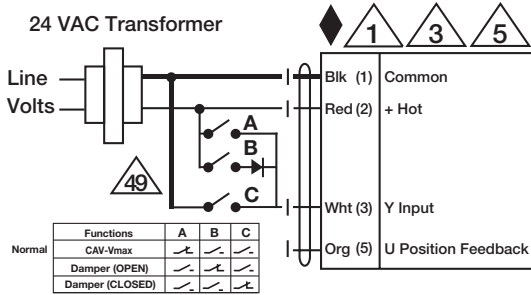 24 VAC Transformer
1
3
5
Line
Volts
Blk (1) Common
Red (2) + Hot
A
B
C
49
Wht (3) Y Input
Org (5) U Position Feedback
Functions A B C
Normal
CAV-Vmax
Damper (OPEN)
Damper (CLOSED)